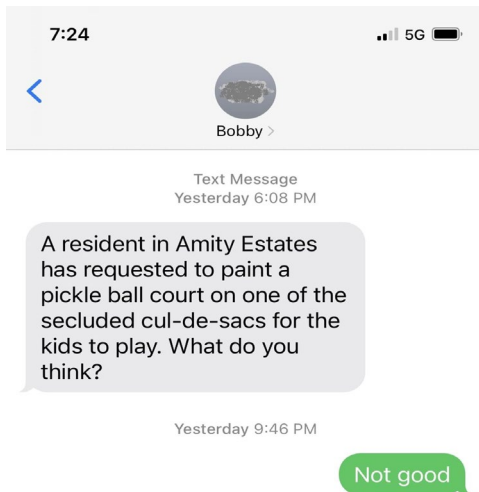 7:24
5G
Bobby >
Text Message
Yesterday 6:08 PM
A resident in Amity Estates
has requested to paint a
pickle ball court on one of the
secluded cul-de-sacs for the
kids to play. What do you
think?
Yesterday 9:46 PM
Not good